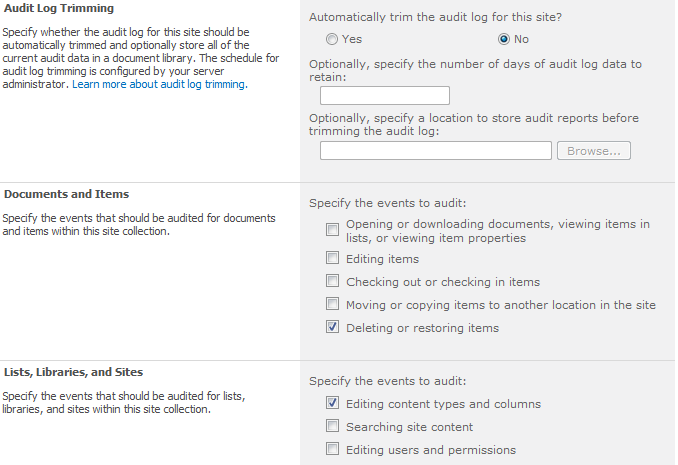 Audit Log Trimming
Specify whether the audit log for this site should be
automatically trimmed and optionally store all of the
current audit data in a document library. The schedule for
audit log trimming is configured by your server
administrator. Learn more about audit log trimming.
Automatically trim the audit log for this site?
Yes No
Optionally, specify the number of days of audit log data to
retain:
Optionally, specify a location to store audit reports before
trimming the audit log:
Browse...
Documents and Items
Specify the events that should be audited for documents
and items within this site collection.
Specify the events to audit:
Opening or downloading documents, viewing items in
lists, or viewing item properties
Editing items
Checking out or checking in items
Moving or copying items to another location in the site
Deleting or restoring items
Lists, Libraries, and Sites
Specify the events that should be audited for lists,
libraries, and sites within this site collection.
Specify the events to audit:
Editing content types and columns
Searching site content
Editing users and permissions